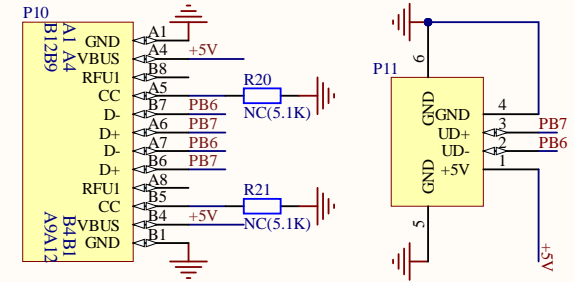 P10
A1 A4
B12B9
GND A1
VBUS A4 +5V
RFU1 B8
CC A5 R20 NC(5.1K)
D- B7 PB6
D+ A6 PB7
D- A7 PB6
D+ B6 PB7
RFU1 A8
CC B5 R21 NC(5.1K)
VBUS B4 +5V
GND B1
B4B1
A9A12
P11
6
GND
GND 4
UD+ 3 PB7
UD- 2 PB6
+5V 1
GND
5
+5V